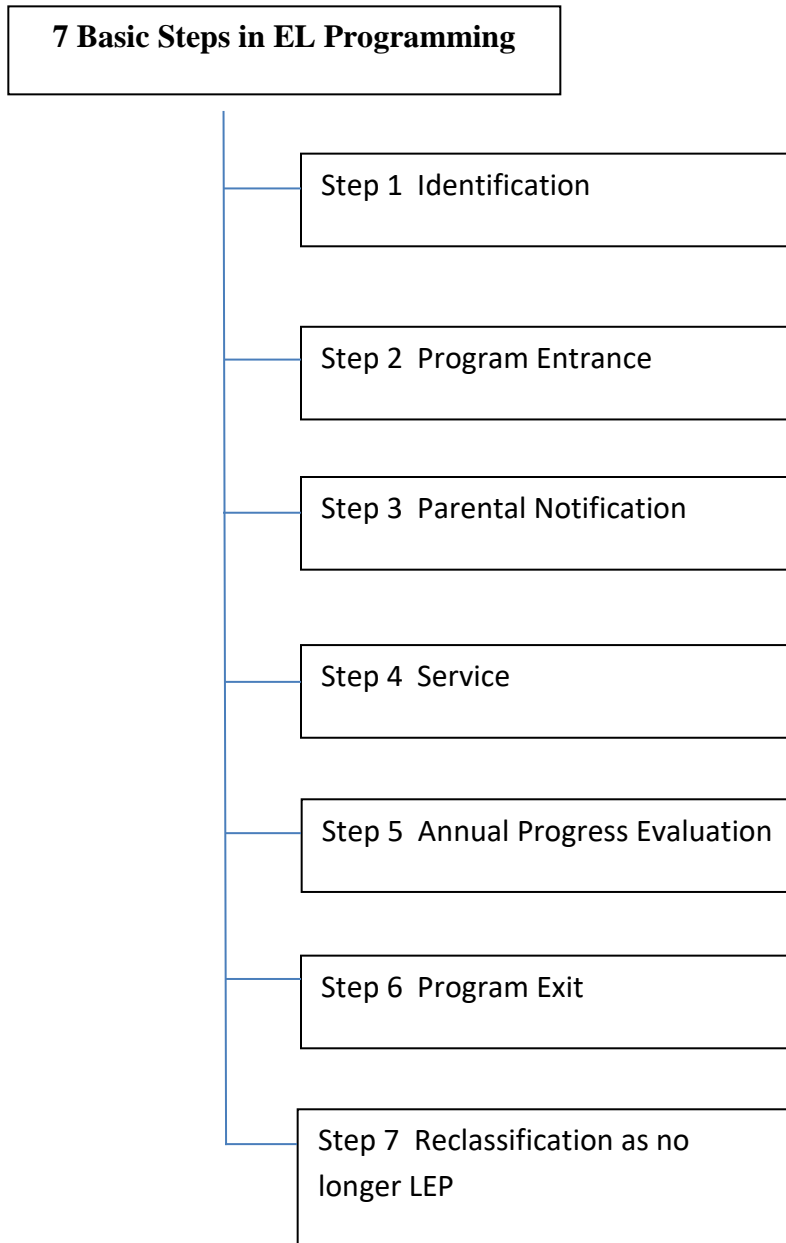 7 Basic Steps in EL Programming
Step 1  Identification
Step 2  Program Entrance
Step 3  Parental Notification
Step 4  Service
Step 5  Annual Progress Evaluation
Step 6  Program Exit
Step 7  Reclassification as no
longer LEP